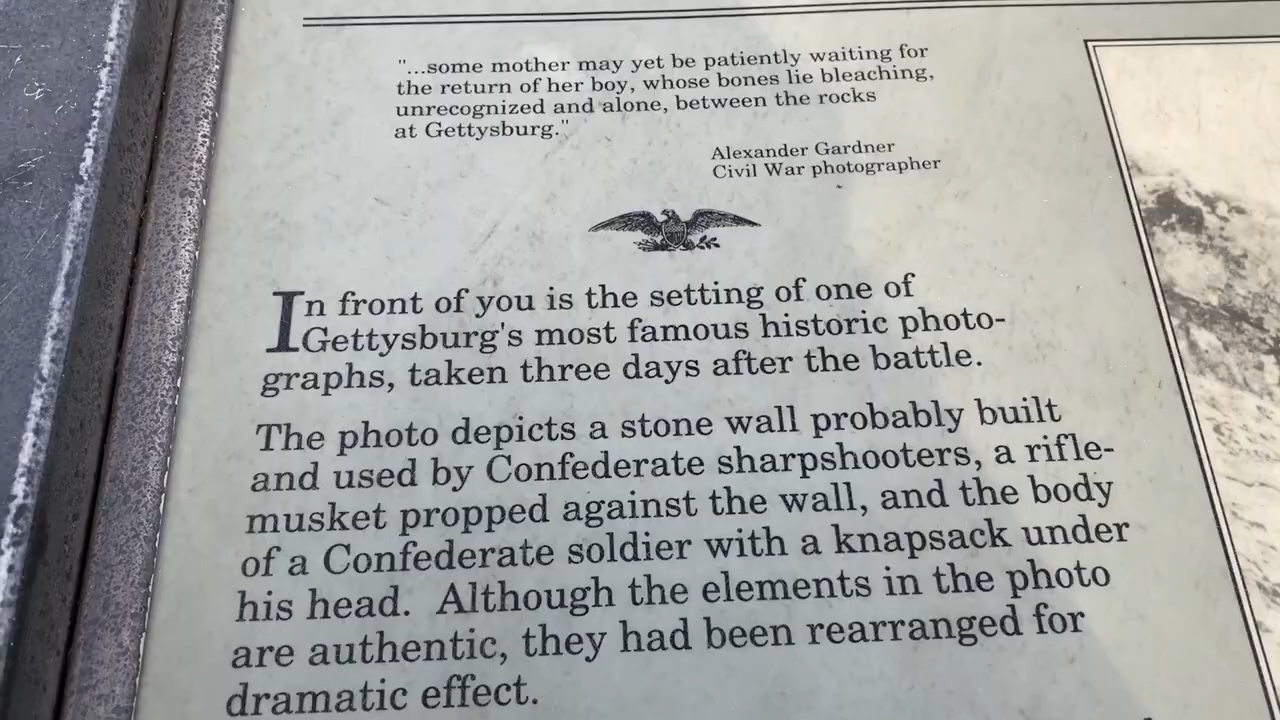 "...some mother may yet be patiently waiting for
the return of her boy, whose bones lie bleaching,
unrecognized and alone, between the rocks
at Gettysburg."
Alexander Gardner
Civil War photographer
In front of you is the setting of one of
Gettysburg's most famous historic photo-
graphs, taken three days after the battle.
The photo depicts a stone wall probably built
and used by Confederate sharpshooters, a rifle-
musket propped against the wall, and the body
of a Confederate soldier with a knapsack under
his head.  Although the elements in the photo
are authentic, they had been rearranged for
dramatic effect.